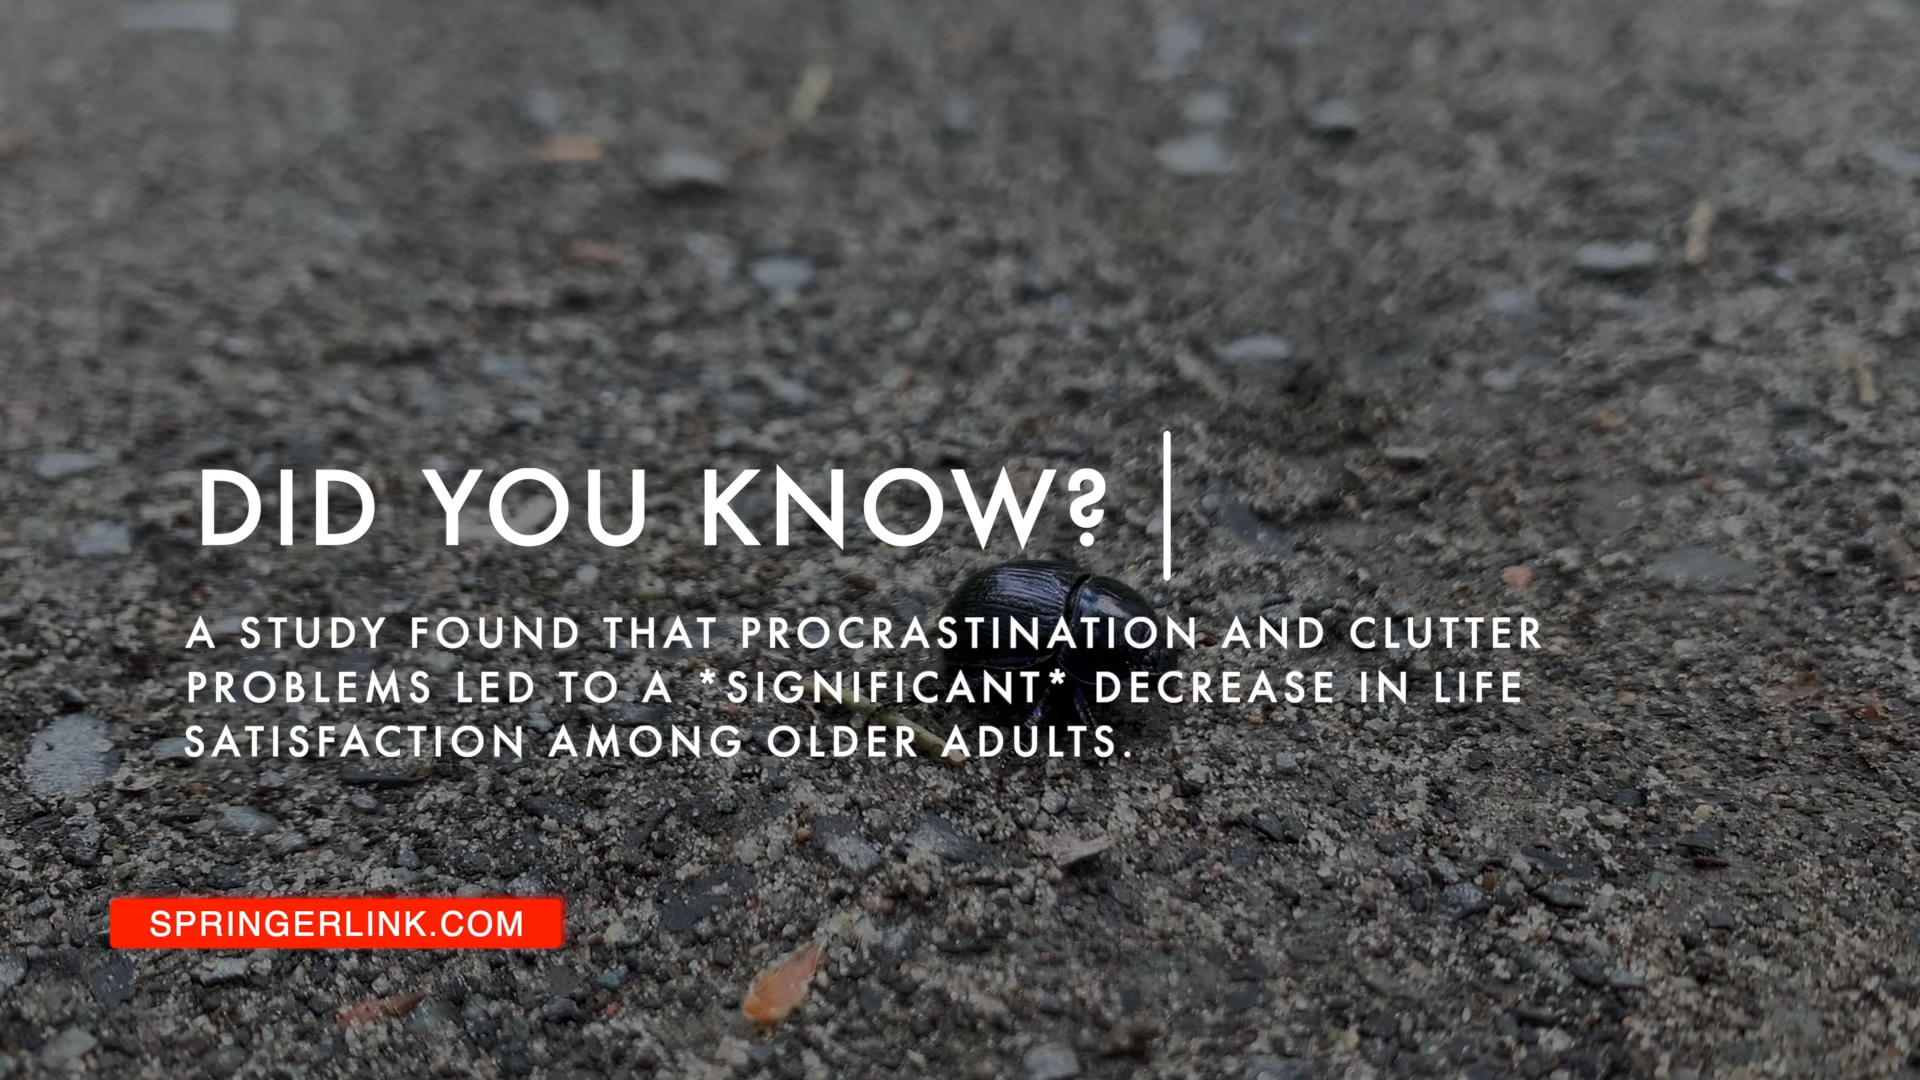 DID YOU KNOW?
A STUDY FOUND THAT PROCRASTINATION AND CLUTTER
PROBLEMS LED TO A *SIGNIFICANT* DECREASE IN LIFE
SATISFACTION AMONG OLDER ADULTS.
SPRINGERLINK.COM